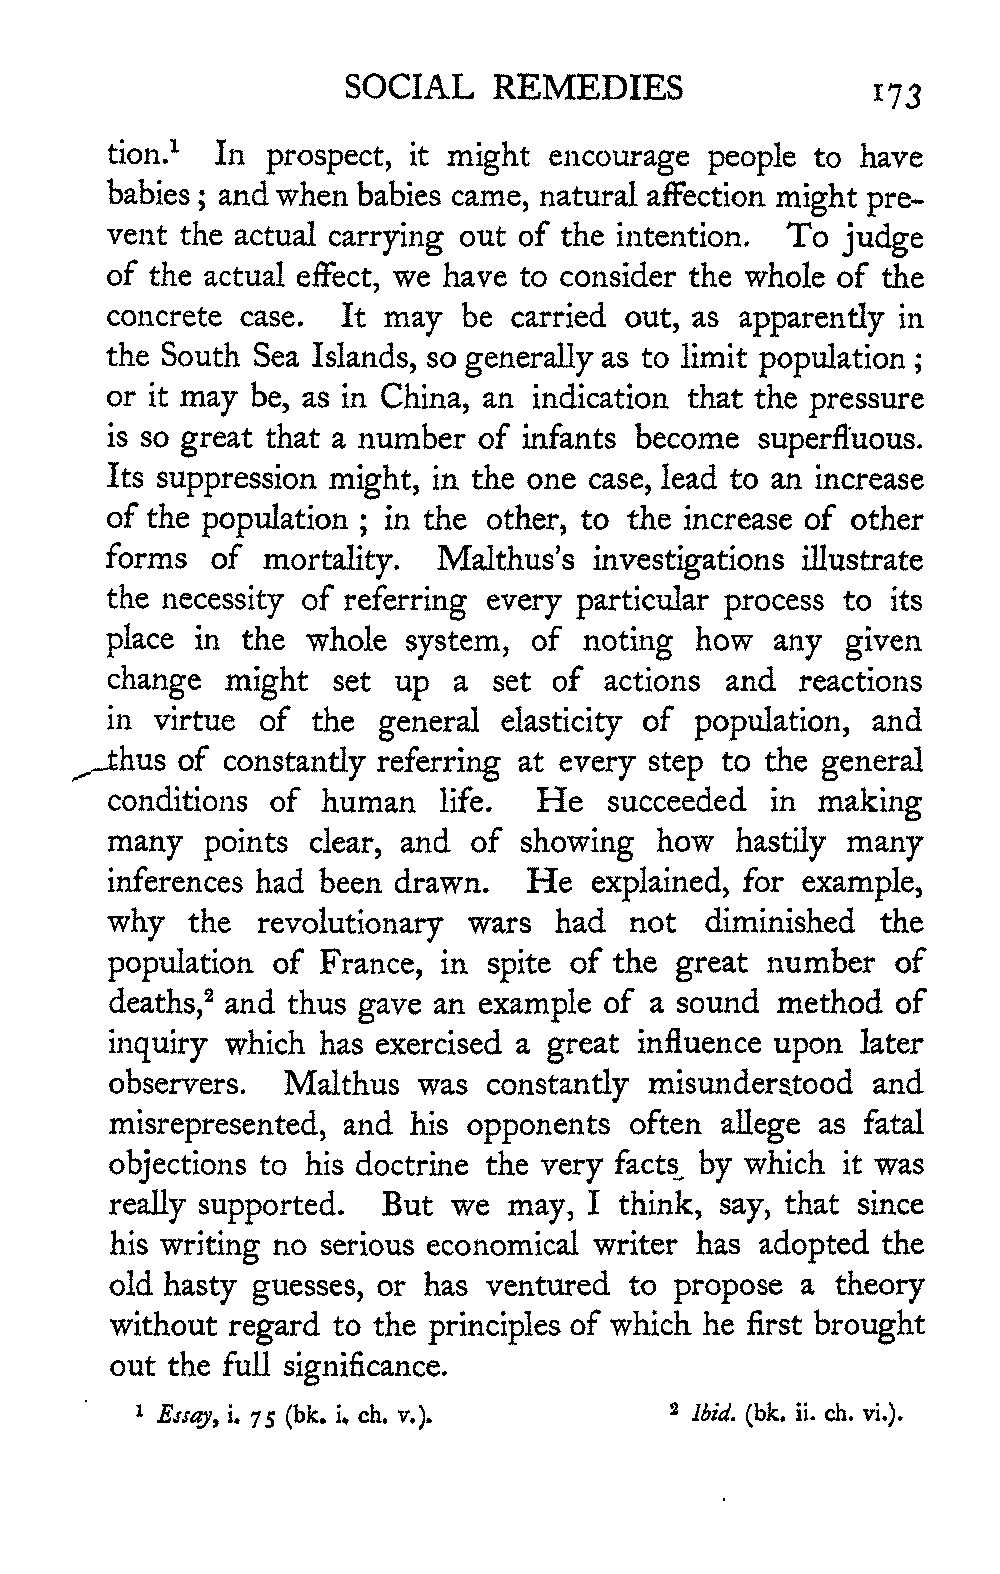 SOCIAL REMEDIES 173
tion.¹ In prospect, it might encourage people to have
babies ; and when babies came, natural affection might pre-
vent the actual carrying out of the intention. To judge
of the actual effect, we have to consider the whole of the
concrete case. It may be carried out, as apparently in
the South Sea Islands, so generally as to limit population ;
or it may be, as in China, an indication that the pressure
is so great that a number of infants become superfluous.
Its suppression might, in the one case, lead to an increase
of the population ; in the other, to the increase of other
forms of mortality. Malthus's investigations illustrate
the necessity of referring every particular process to its
place in the whole system, of noting how any given
change might set up a set of actions and reactions
in virtue of the general elasticity of population, and
thus of constantly referring at every step to the general
conditions of human life. He succeeded in making
many points clear, and of showing how hastily many
inferences had been drawn. He explained, for example,
why the revolutionary wars had not diminished the
population of France, in spite of the great number of
deaths,² and thus gave an example of a sound method of
inquiry which has exercised a great influence upon later
observers. Malthus was constantly misunderstood and
misrepresented, and his opponents often allege as fatal
objections to his doctrine the very facts by which it was
really supported. But we may, I think, say, that since
his writing no serious economical writer has adopted the
old hasty guesses, or has ventured to propose a theory
without regard to the principles of which he first brought
out the full significance.
¹ Essay, i. 75 (bk. i. ch. v.). ² Ibid. (bk. ii. ch. vi.).